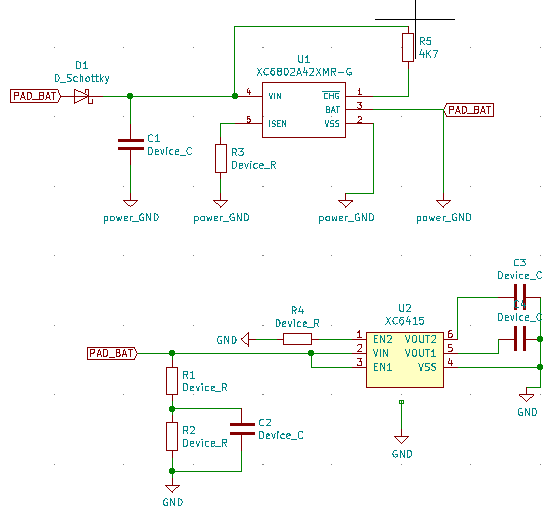 R5
4K7
U1
XC6802A42XMR-G
D1
D_Schottky
PAD_BAT
4
VIN
CHG
1
BAT
3
PAD_BAT
5
ISEN
VSS
2
C1
Device_C
R3
Device_R
power_GND
power_GND
power_GND
power_GND
C3
Device_C
C4
Device_C
U2
XC6415
R4
Device_R
GND
1
EN2
VOUT2
6
PAD_BAT
2
VIN
VOUT1
5
3
EN1
VSS
4
R1
Device_R
GND
R2
Device_R
C2
Device_C
GND
GND